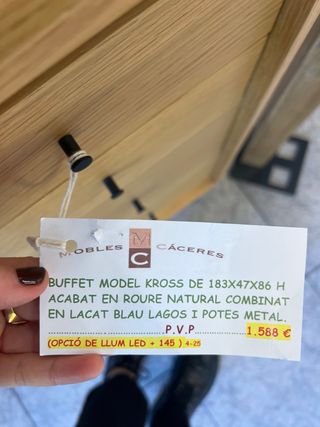 MOBLES CÁCERES
M
C
BUFFET MODEL KROSS DE 183X47X86 H
ACABAT EN ROURE NATURAL COMBINAT
EN LACAT BLAU LAGOS I POTES METAL.
................................P.V.P......................1.588 €
(OPCIÓ DE LLUM LED + 145 ) 4-25